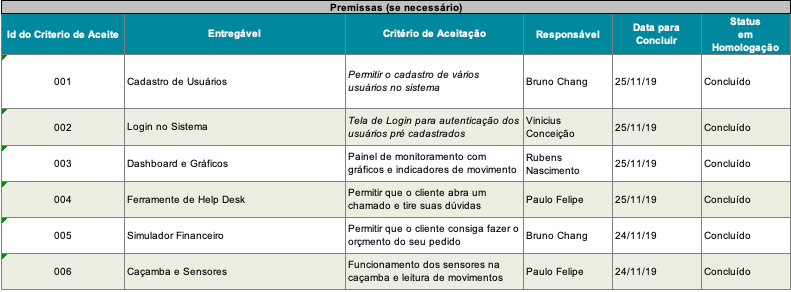 Premissas (se necessário)
Id do Criterio de Aceite Entregável Critério de Aceitação Responsável Data para Concluir Status em Homologação
001 Cadastro de Usuários Permitir o cadastro de vários usuários no sistema Bruno Chang 25/11/19 Concluído
002 Login no Sistema Tela de Login para autenticação dos usuários pré cadastrados Vinicius Conceição 25/11/19 Concluído
003 Dashboard e Gráficos Painel de monitoramento com gráficos e indicadores de movimento Rubens Nascimento 25/11/19 Concluído
004 Ferramente de Help Desk Permitir que o cliente abra um chamado e tire suas dúvidas Paulo Felipe 25/11/19 Concluído
005 Simulador Financeiro Permitir que o cliente consiga fazer o orçmento do seu pedido Bruno Chang 24/11/19 Concluído
006 Caçamba e Sensores Funcionamento dos sensores na caçamba e leitura de movimentos Paulo Felipe 24/11/19 Concluído